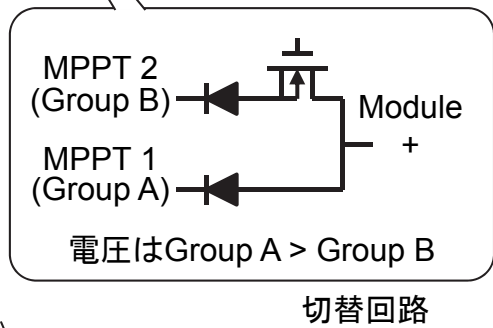 MPPT 2
(Group B)
Module
+
MPPT 1
(Group A)
電圧はGroup A > Group B
切替回路